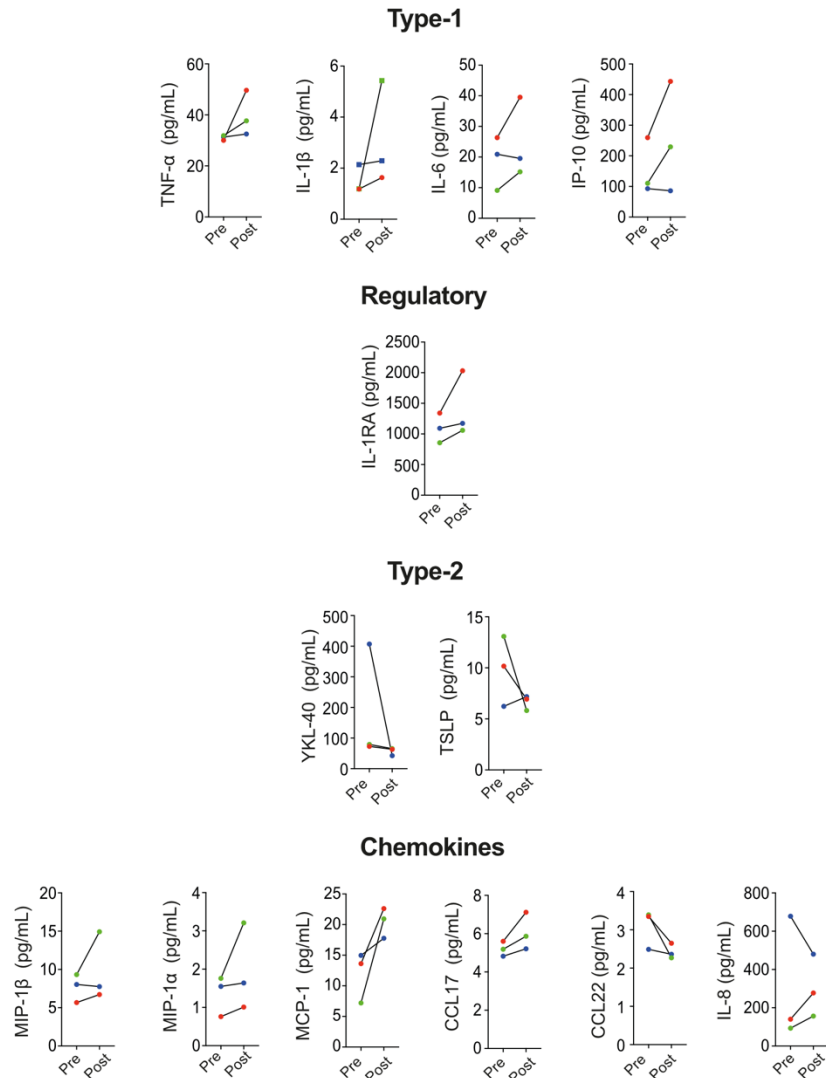 Type-1
TNF-α (pg/mL)
60
40
20
0
Pre
Post
IL-1β (pg/mL)
6
4
2
0
Pre
Post
IL-6 (pg/mL)
50
40
30
20
10
0
Pre
Post
IP-10 (pg/mL)
500
400
300
200
100
0
Pre
Post
Regulatory
IL-1RA (pg/mL)
2500
2000
1500
1000
500
0
Pre
Post
Type-2
YKL-40 (pg/mL)
500
400
300
200
100
0
Pre
Post
TSLP (pg/mL)
15
10
5
0
Pre
Post
Chemokines
MIP-1β (pg/mL)
20
15
10
5
0
Pre
Post
MIP-1α (pg/mL)
4
3
2
1
0
Pre
Post
MCP-1 (pg/mL)
25
20
15
10
5
0
Pre
Post
CCL17 (pg/mL)
8
6
4
2
0
Pre
Post
CCL22 (pg/mL)
4
3
2
1
0
Pre
Post
IL-8 (pg/mL)
800
600
400
200
0
Pre
Post